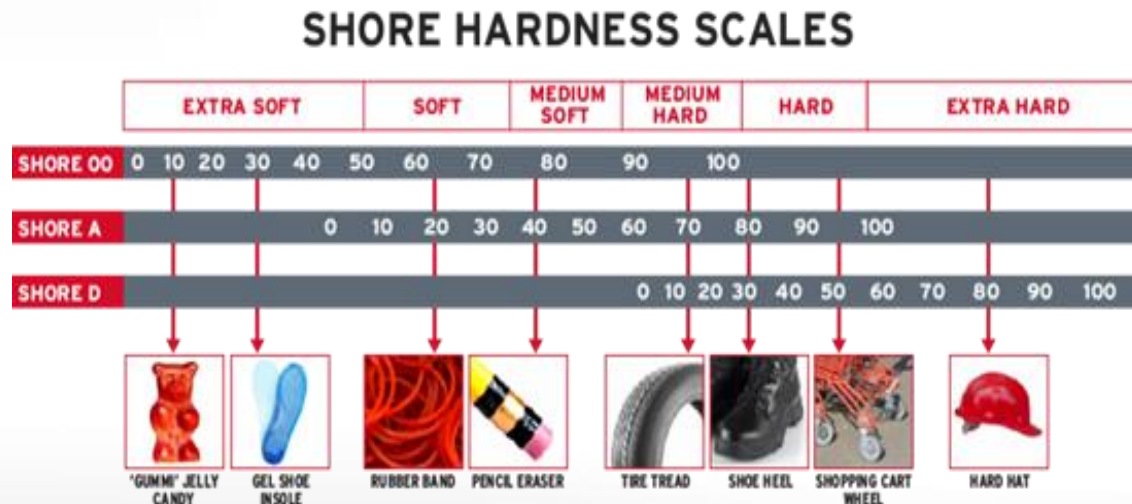 SHORE HARDNESS SCALES
EXTRA SOFT
SOFT
MEDIUM
SOFT
MEDIUM
HARD
HARD
EXTRA HARD
SHORE OO 0 10 20 30 40 50 60 70 80 90 100
SHORE A 0 10 20 30 40 50 60 70 80 90 100
SHORE D 0 10 20 30 40 50 60 70 80 90 100
"GUMMI" JELLY
CANDY
GEL SHOE
INSOLE
RUBBER BAND
PENCIL ERASER
TIRE TREAD
SHOE HEEL
SHOPPING CART
WHEEL
HARD HAT